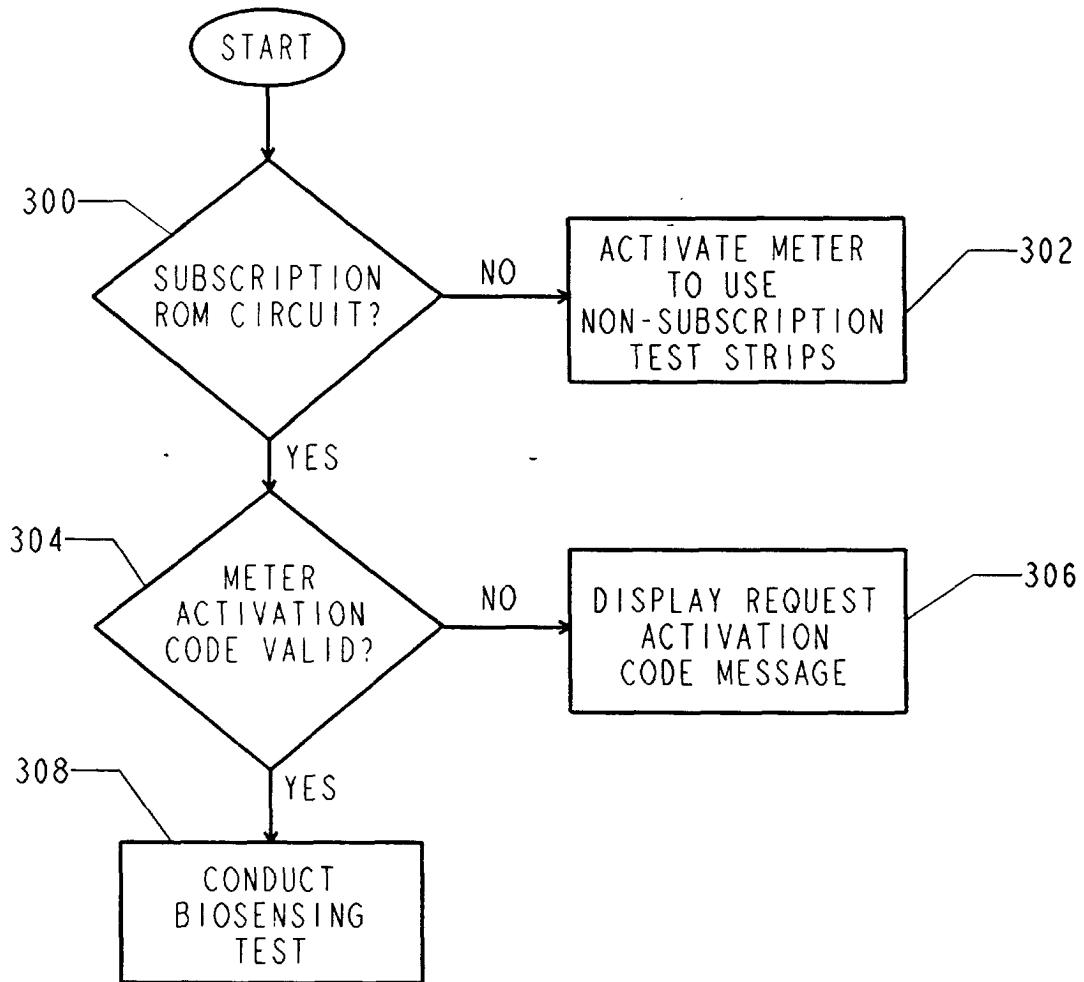 START
300
SUBSCRIPTION
ROM CIRCUIT?
NO
ACTIVATE METER
TO USE
NON-SUBSCRIPTION
TEST STRIPS
302
YES
304
METER
ACTIVATION
CODE VALID?
NO
DISPLAY REQUEST
ACTIVATION
CODE MESSAGE
306
YES
308
CONDUCT
BIOSENSING
TEST